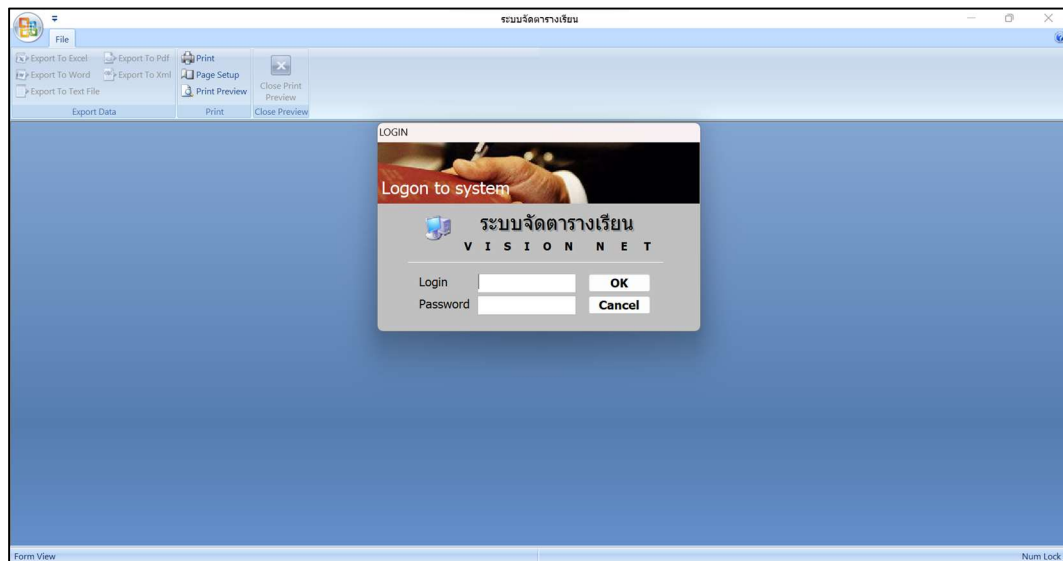 ระบบจัดตารางเรียน
File
Export To Excel Export To Pdf Print
Export To Word Export To Xml Page Setup
Export To Text File Print Preview
Close Print
Preview
Export Data Print Close Preview
LOGIN
Logon to system
ระบบจัดตารางเรียน
VISION NET
Login OK
Password Cancel
Form View Num Lock